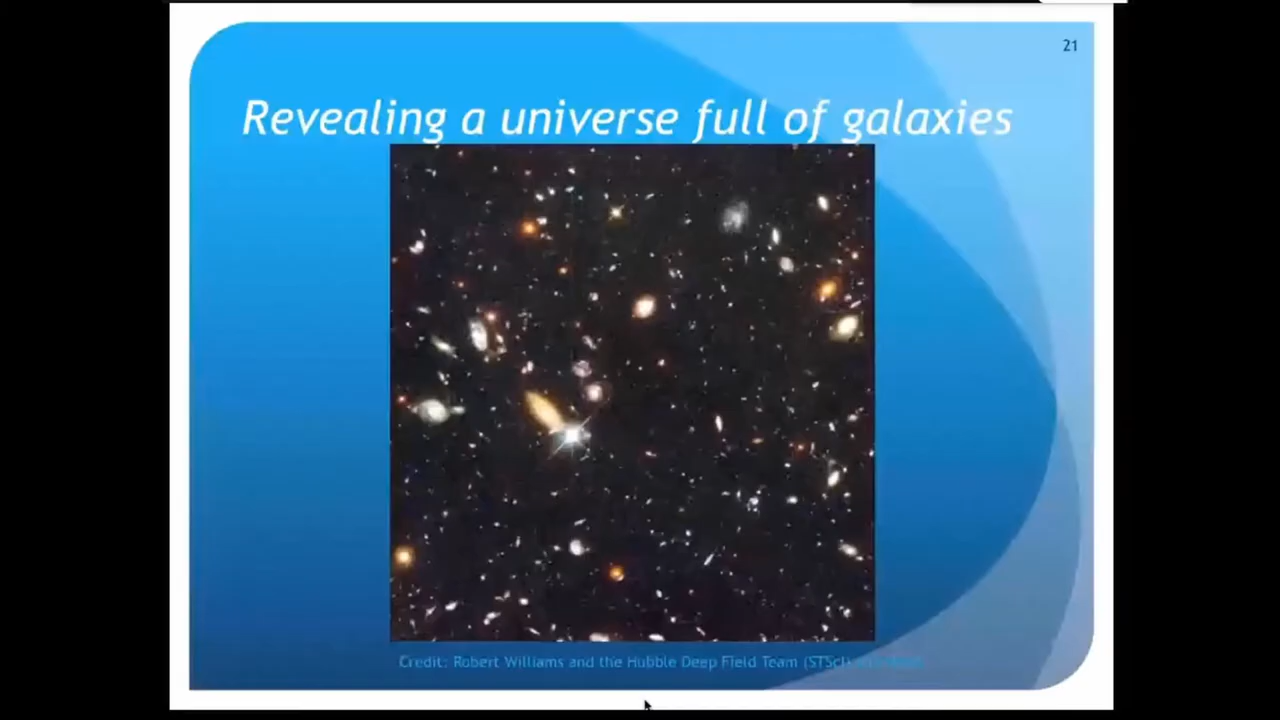 21
Revealing a universe full of galaxies
Credit: Robert Williams and the Hubble Deep Field Team (STScI)